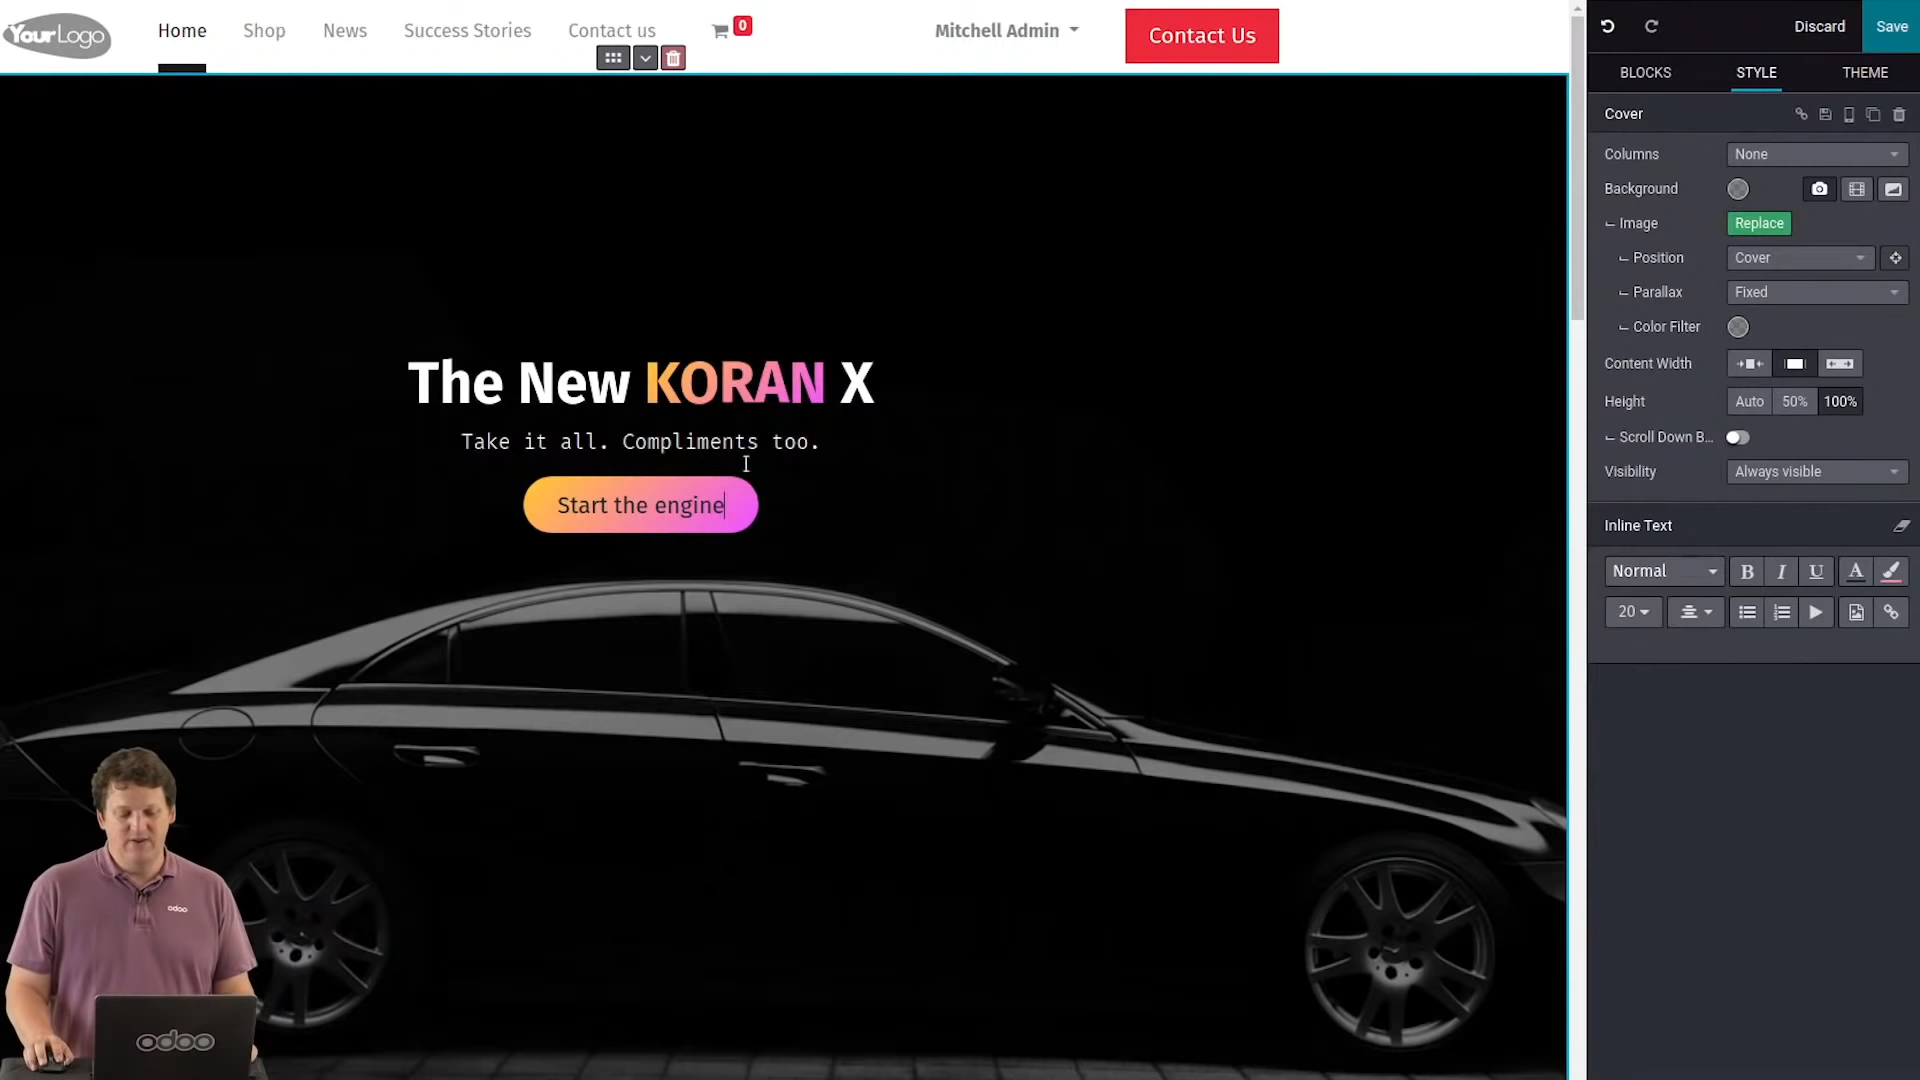 YourLogo
Home
Shop
News
Success Stories
Contact us
0
Mitchell Admin
Contact Us
Discard
Save
BLOCKS
STYLE
THEME
Cover
Columns
None
Background
Image
Replace
Position
Cover
Parallax
Fixed
Color Filter
Content Width
Height
Auto
50%
100%
Scroll Down B...
Visibility
Always visible
Inline Text
Normal
B
I
U
A
20
The New KORAN X
Take it all. Compliments too.
Start the engine
odoo
odoo